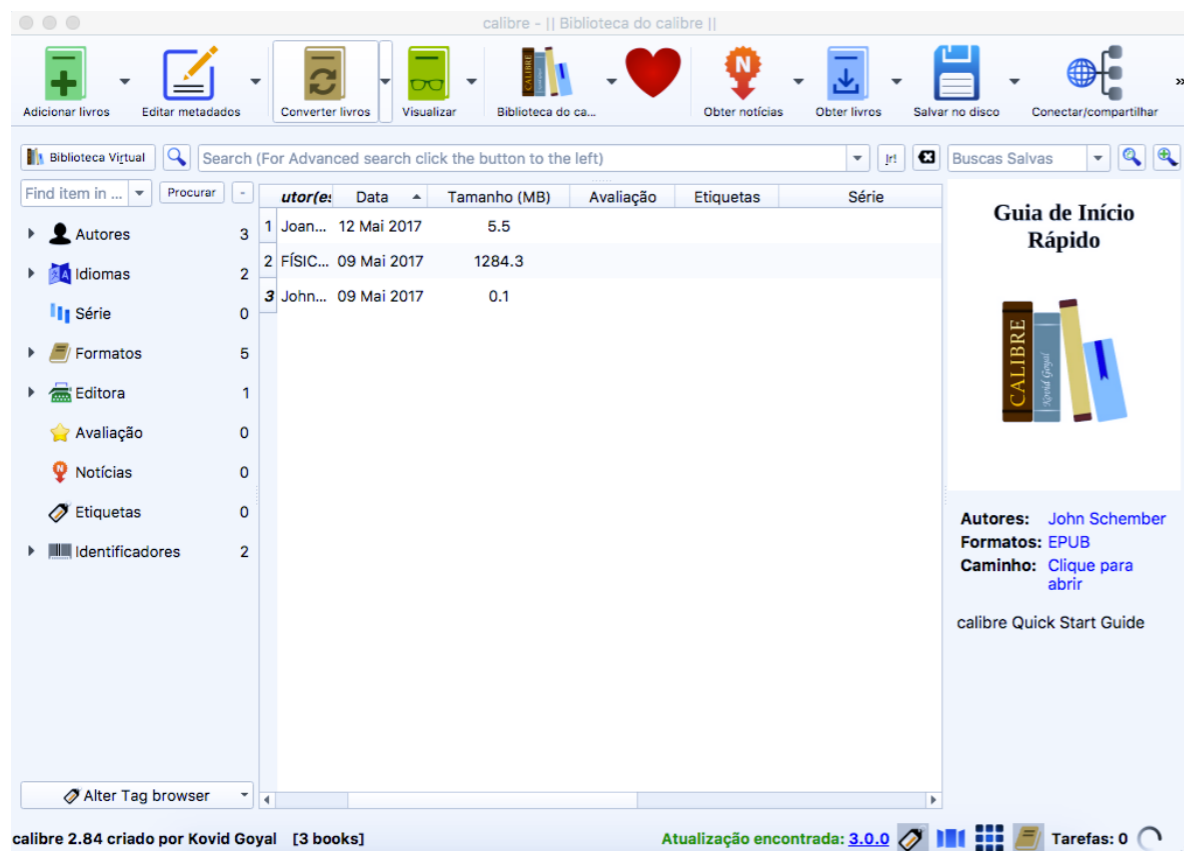 calibre - || Biblioteca do calibre ||
Adicionar livros Editar metadados Converter livros Visualizar Biblioteca do ca... Obter notícias Obter livros Salvar no disco Conectar/compartilhar »
Biblioteca Virtual Search (For Advanced search click the button to the left) Ir! Buscas Salvas
Find item in ... Procurar -
utor(es Data Tamanho (MB) Avaliação Etiquetas Série
1 Joan... 12 Mai 2017 5.5
2 FÍSIC... 09 Mai 2017 1284.3
3 John... 09 Mai 2017 0.1
Autores 3
Idiomas 2
Série 0
Formatos 5
Editora 1
Avaliação 0
Notícias 0
Etiquetas 0
Identificadores 2
Alter Tag browser
Guia de Início
Rápido
CALIBRE
Kovid Goyal
Autores: John Schember
Formatos: EPUB
Caminho: Clique para
abrir
calibre Quick Start Guide
calibre 2.84 criado por Kovid Goyal [3 books] Atualização encontrada: 3.0.0 Tarefas: 0